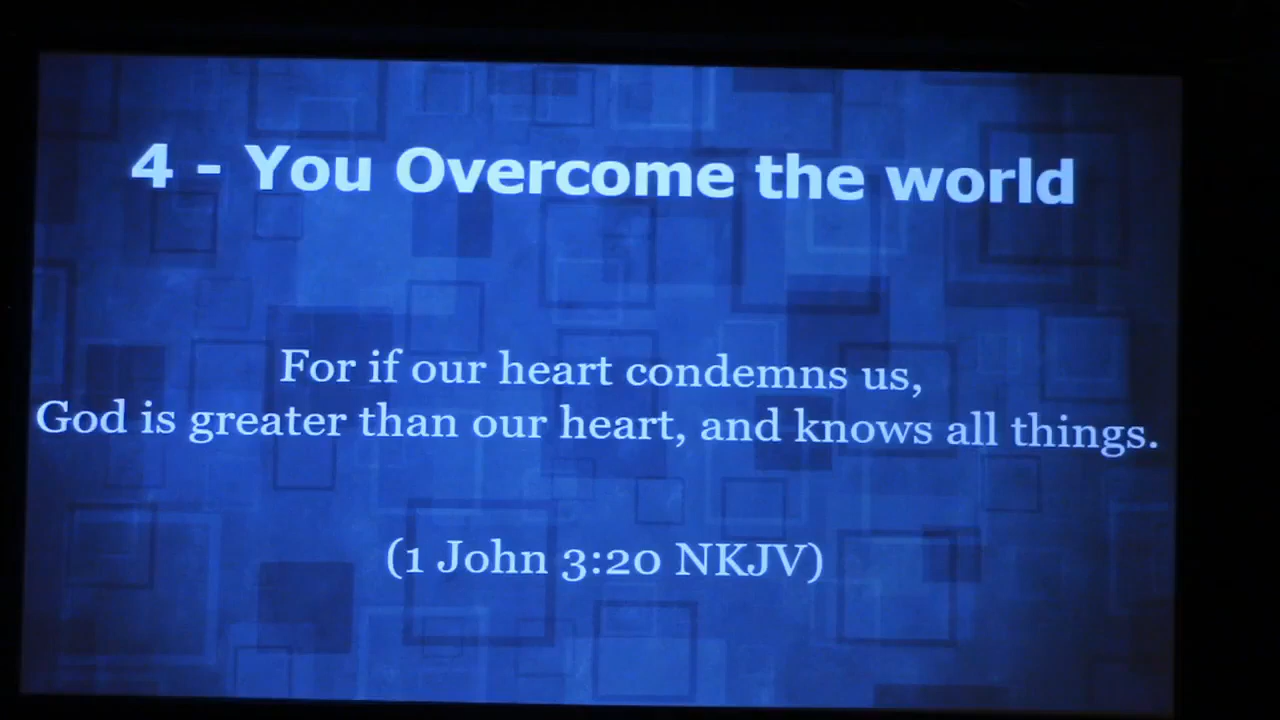 4 - You Overcome the world
For if our heart condemns us,
God is greater than our heart, and knows all things.
(1 John 3:20 NKJV)